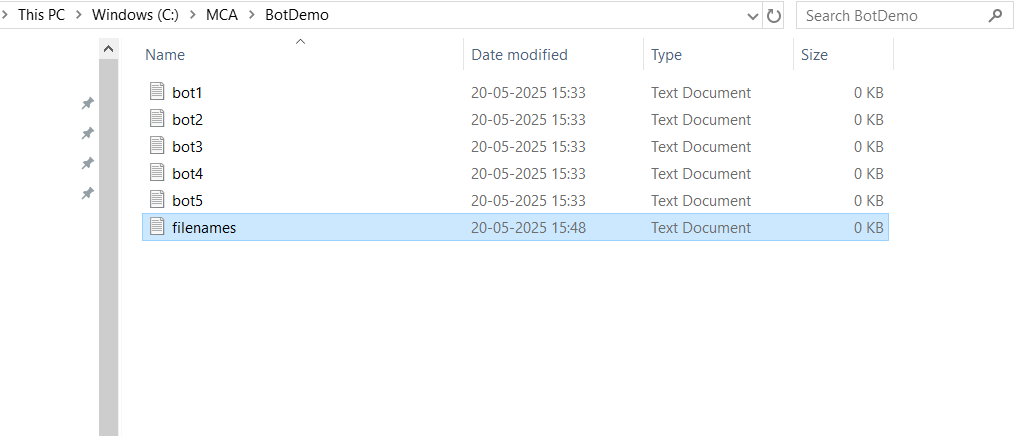 This PC > Windows (C:) > MCA > BotDemo Search BotDemo
Name Date modified Type Size
bot1 20-05-2025 15:33 Text Document 0 KB
bot2 20-05-2025 15:33 Text Document 0 KB
bot3 20-05-2025 15:33 Text Document 0 KB
bot4 20-05-2025 15:33 Text Document 0 KB
bot5 20-05-2025 15:33 Text Document 0 KB
filenames 20-05-2025 15:48 Text Document 0 KB